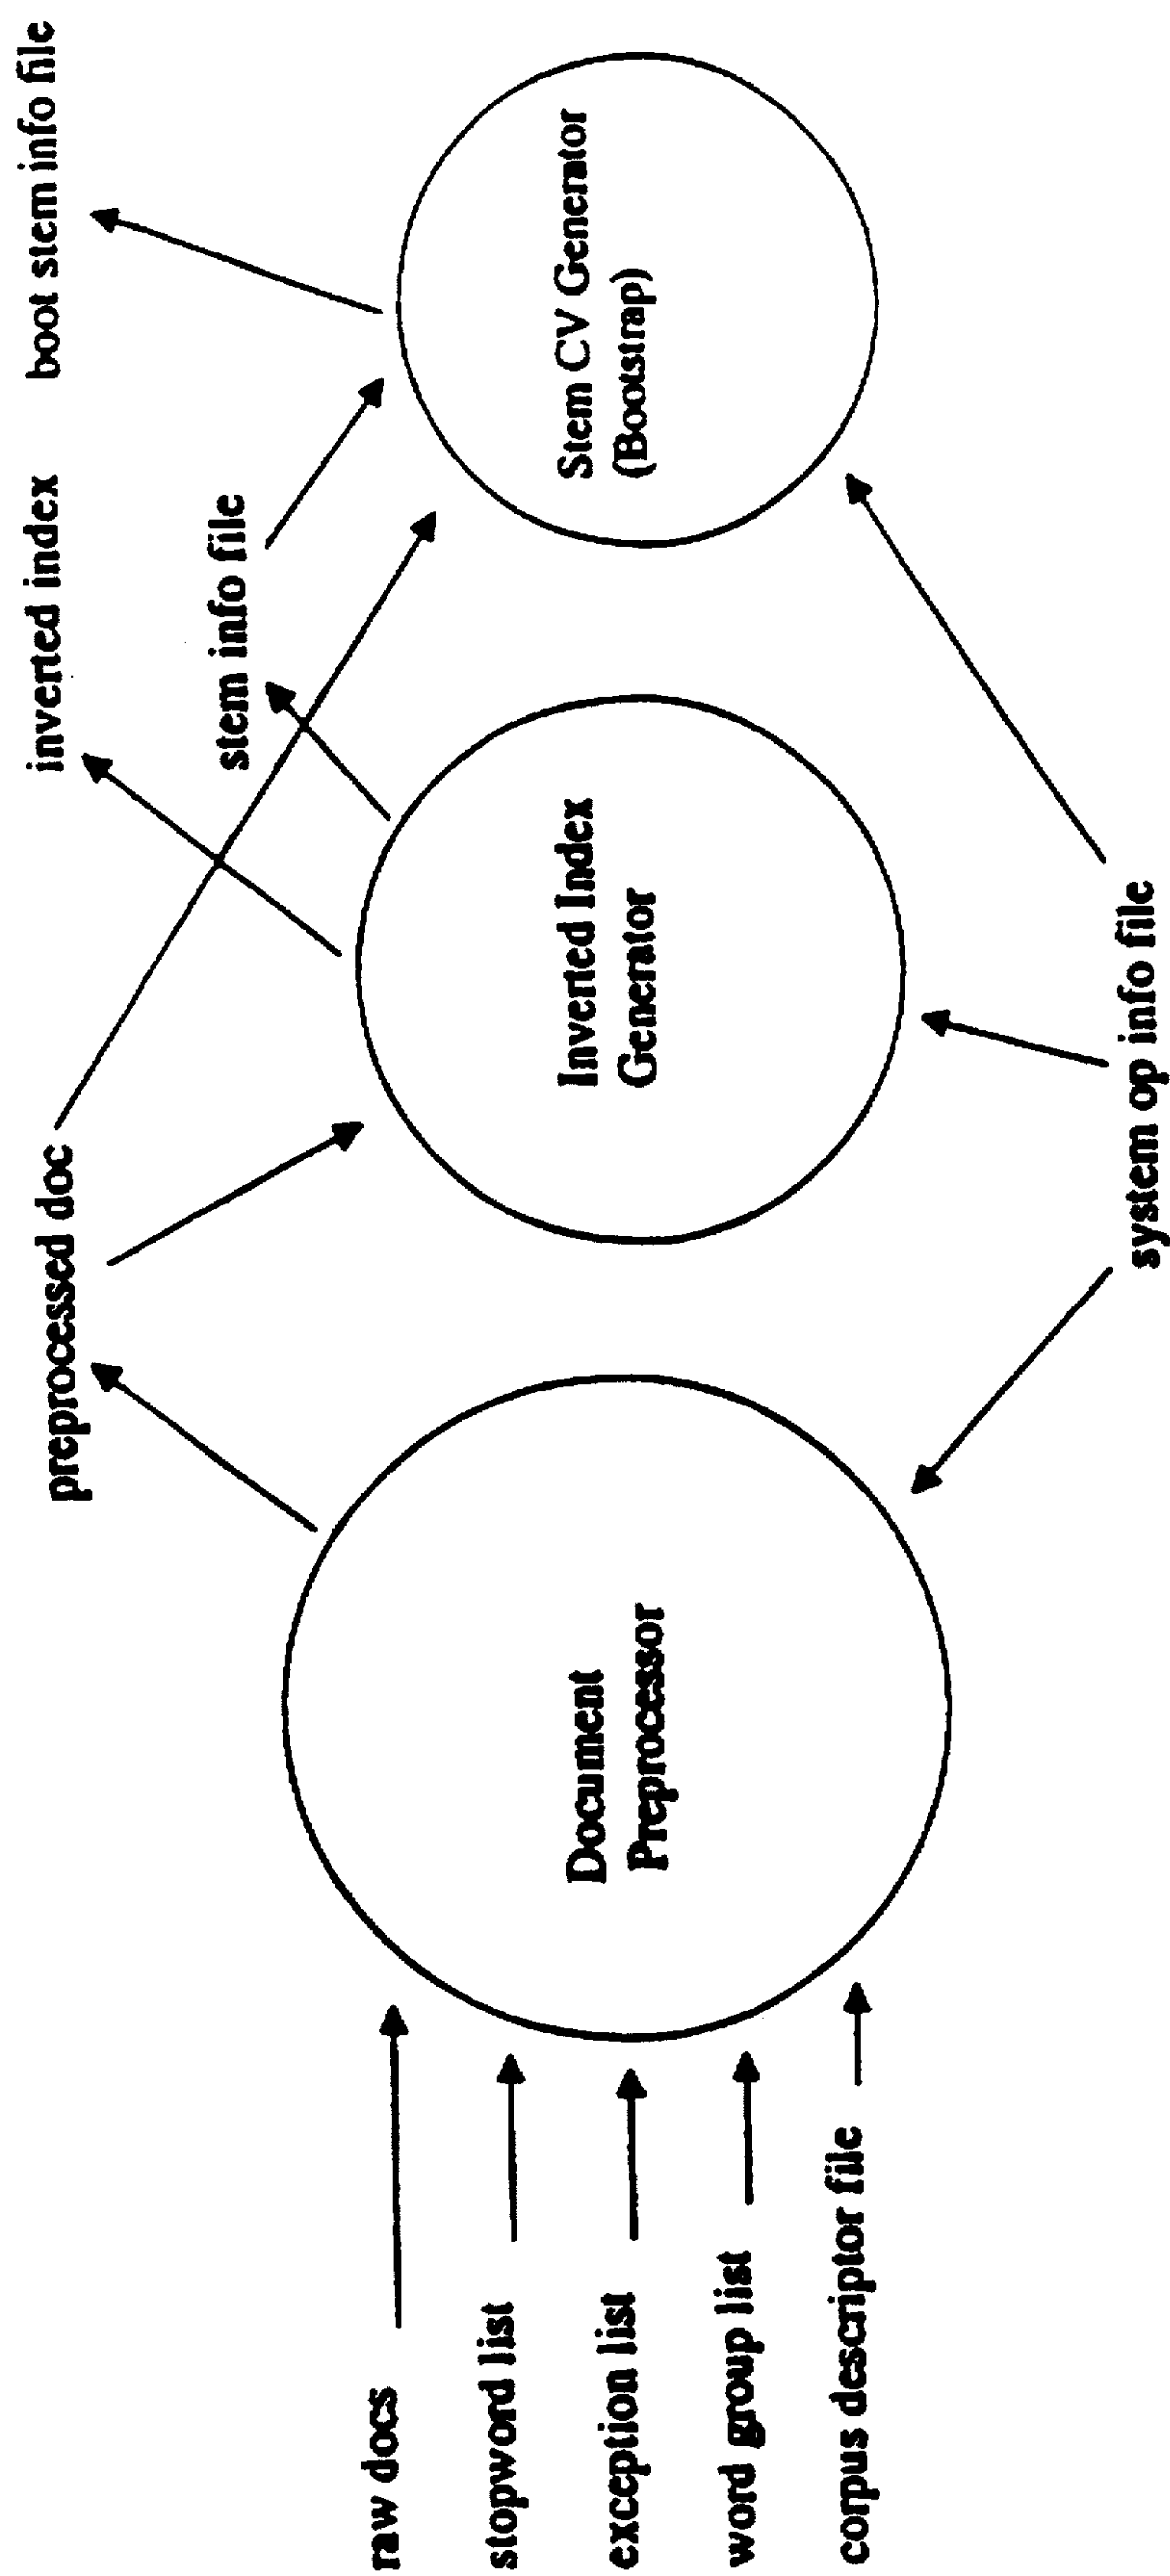 preprocessed doc
inverted index
boot stem info file
stem info file
raw docs
stopword list
exception list
word group list
corpus descriptor file
Document
Preprocessor
Inverted Index
Generator
Stem CV Generator
(Bootstrap)
system op info file